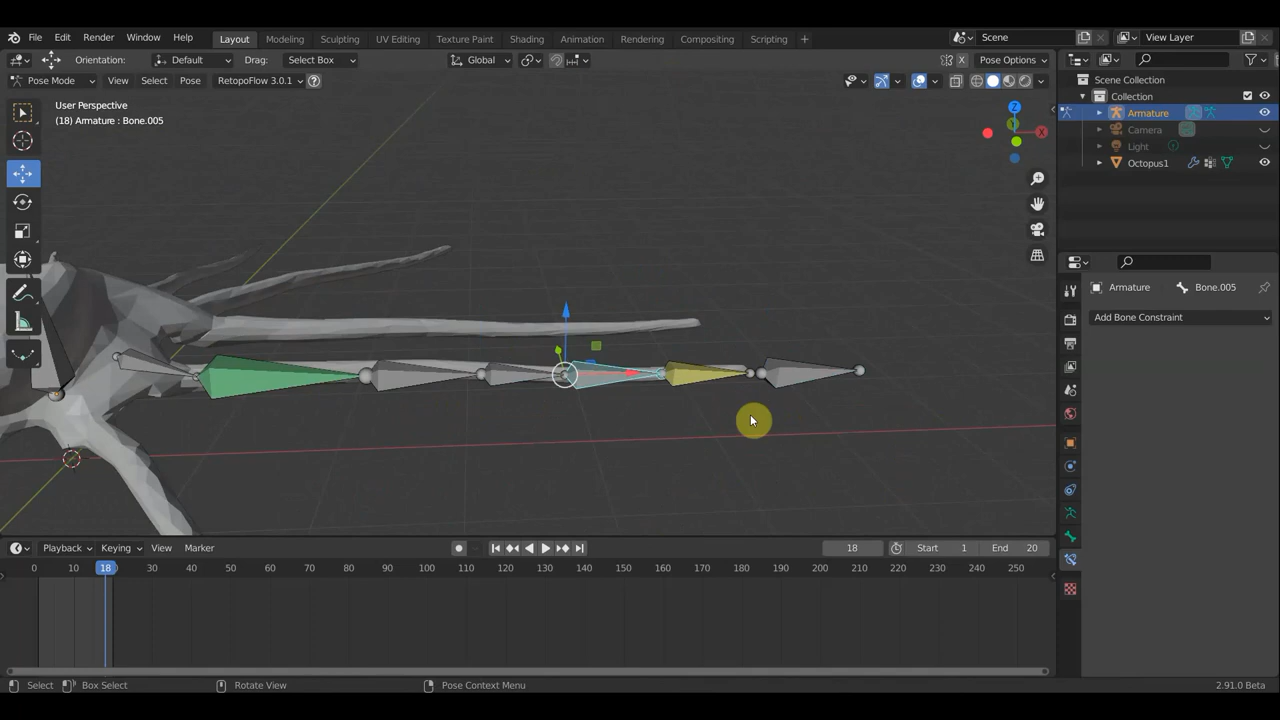 File Edit Render Window Help Layout Modeling Sculpting UV Editing Texture Paint Shading Animation Rendering Compositing Scripting + Scene View Layer
Orientation: Default Drag: Select Box Global X Pose Options
Pose Mode View Select Pose RetopoFlow 3.0.1 ?
Scene Collection
Collection
Armature
Camera
Light
Octopus1
User Perspective
(18) Armature : Bone.005
Z
Y
X
Armature Bone.005
Add Bone Constraint
Playback Keying View Marker 18 Start 1 End 20
0 10 18 20 30 40 50 60 70 80 90 100 110 120 130 140 150 160 170 180 190 200 210 220 230 240 250
Select Box Select Rotate View Pose Context Menu 2.91.0 Beta